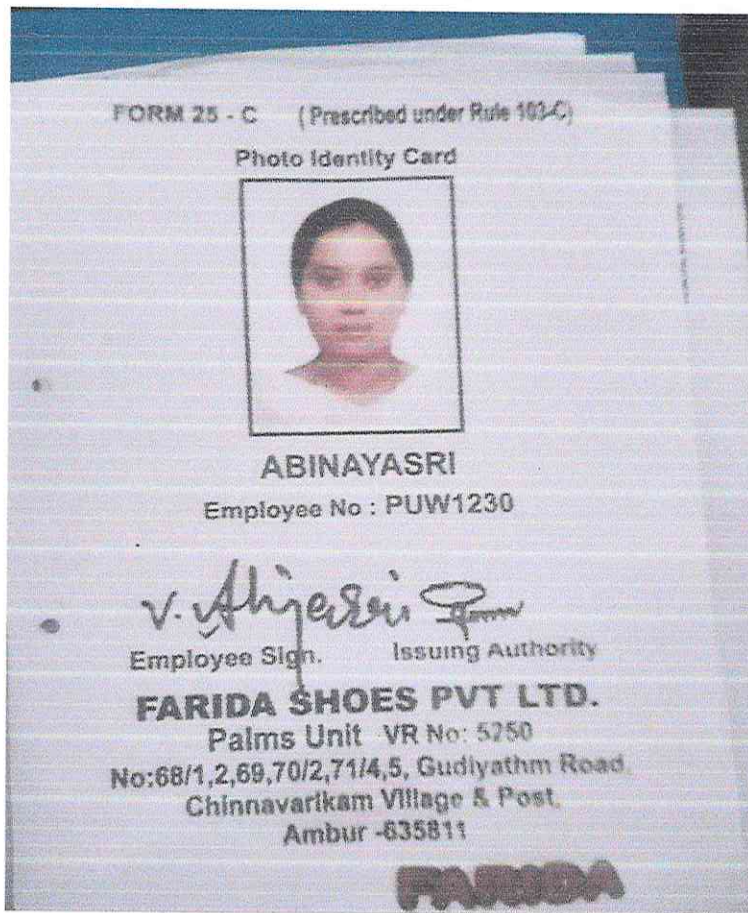 FORM 25 - C (Prescribed under Rule 103-C)
Photo Identity Card
ABINAYASRI
Employee No : PUW1230
V.
Employee Sign. Issuing Authority
FARIDA SHOES PVT LTD.
Palms Unit VR No: 5250
No:68/1,2,69,70/2,71/4,5, Gudiyathm Road,
Chinnavarikam Village & Post,
Ambur -635811
FARIDA